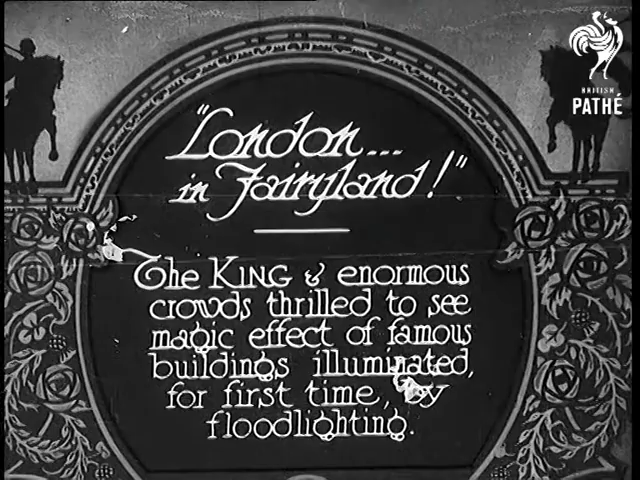 BRITISH
PATHÉ
"London...
in Fairyland!"
The KING & enormous
crowds thrilled to see
magic effect of famous
buildings illuminated,
for first time, by
floodlighting.